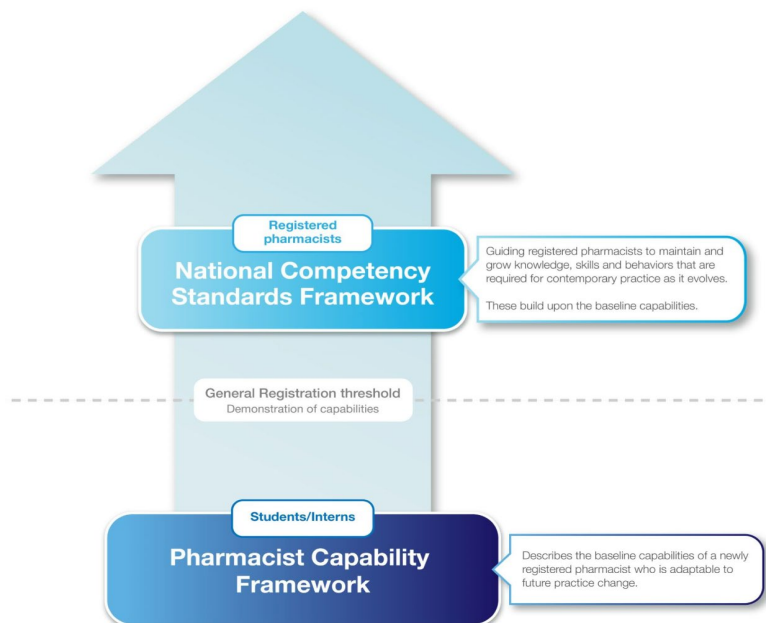 Registered
pharmacists
National Competency
Standards Framework
Guiding registered pharmacists to maintain and
grow knowledge, skills and behaviors that are
required for contemporary practice as it evolves.
These build upon the baseline capabilities.
General Registration threshold
Demonstration of capabilities
Students/Interns
Pharmacist Capability
Framework
Describes the baseline capabilities of a newly
registered pharmacist who is adaptable to
future practice change.